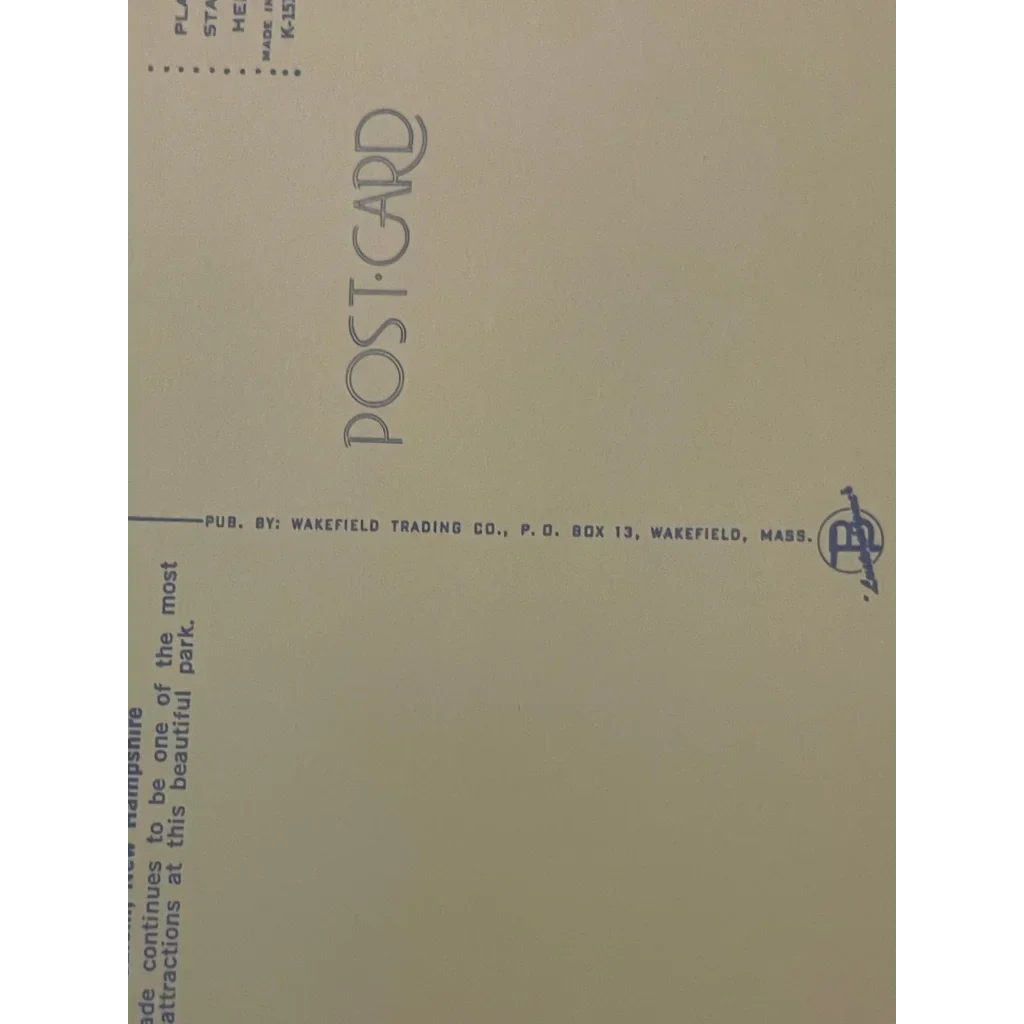 New Hampshire
ade continues to be one of the most
attractions at this beautiful park.
PUB. BY: WAKEFIELD TRADING CO., P. O. BOX 13, WAKEFIELD, MASS.
POST·CARD
PLA
STA
HE
MADE IN
K-151